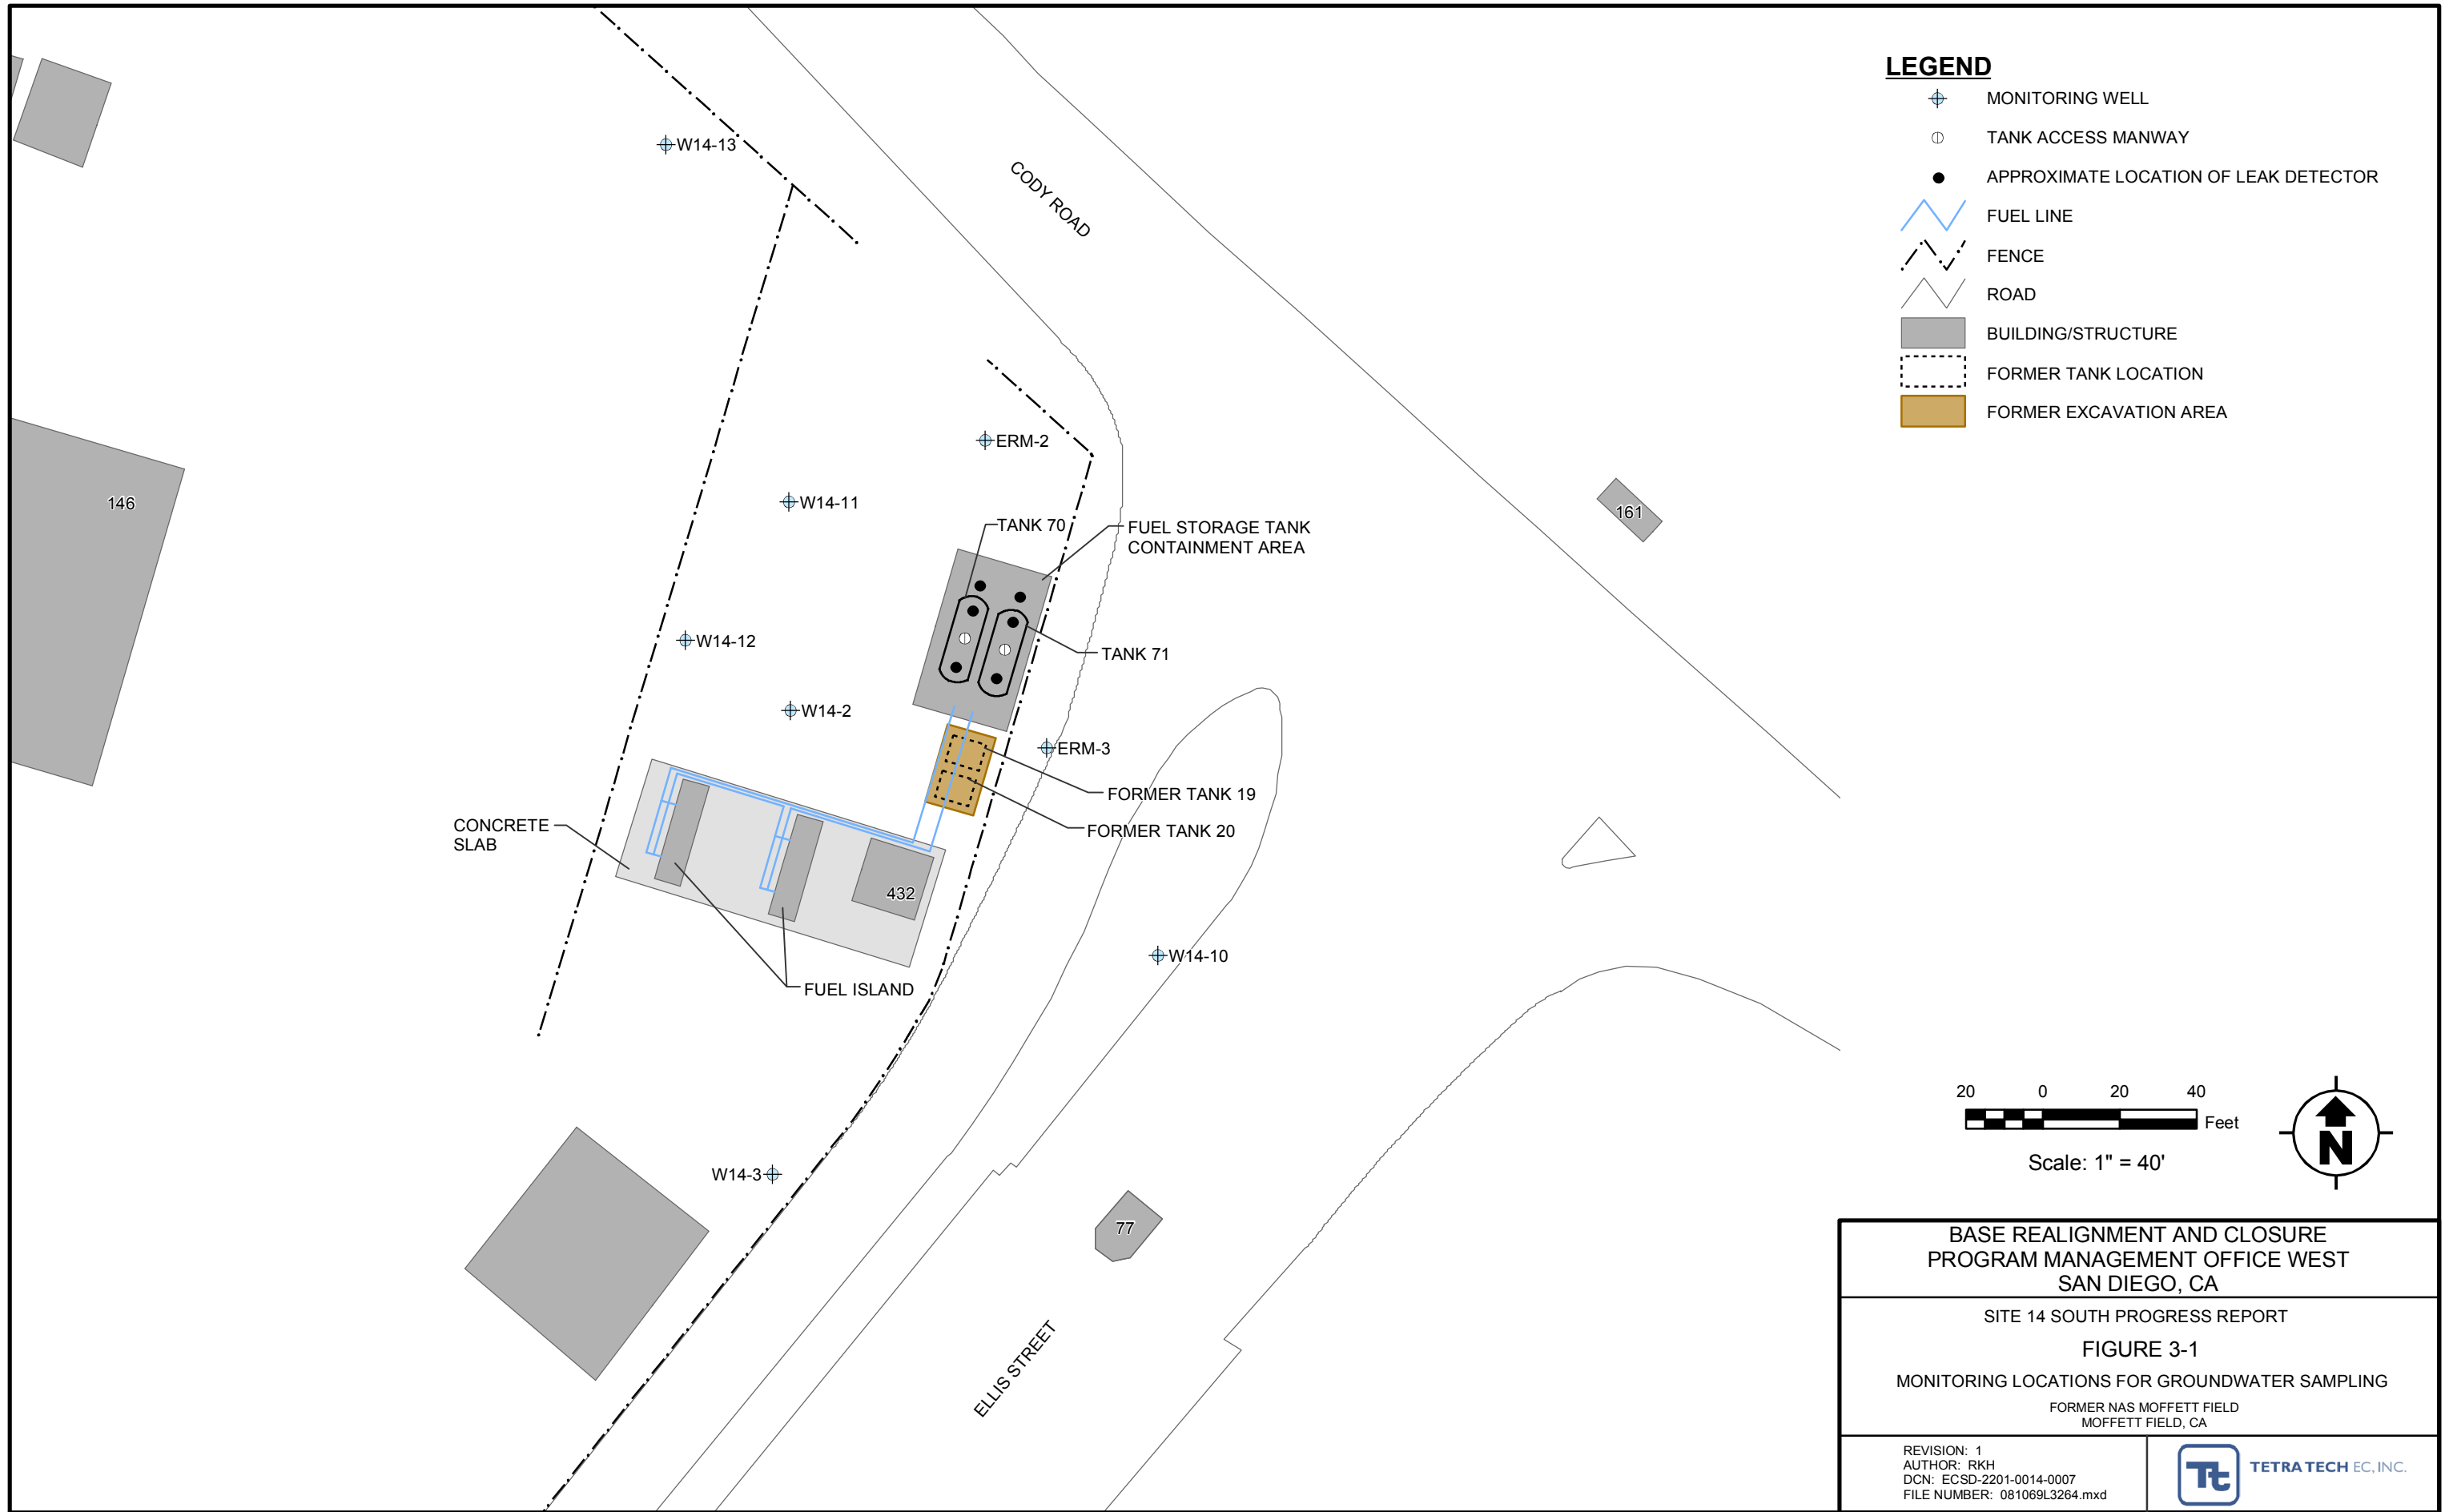 LEGEND
MONITORING WELL
TANK ACCESS MANWAY
APPROXIMATE LOCATION OF LEAK DETECTOR
FUEL LINE
FENCE
ROAD
BUILDING/STRUCTURE
FORMER TANK LOCATION
FORMER EXCAVATION AREA
W14-13
CODY ROAD
ERM-2
146
W14-11
161
TANK 70
FUEL STORAGE TANK
CONTAINMENT AREA
W14-12
TANK 71
W14-2
ERM-3
FORMER TANK 19
CONCRETE
SLAB
FORMER TANK 20
432
W14-10
FUEL ISLAND
W14-3
77
ELLIS STREET
20 0 20 40
Feet
Scale: 1" = 40'
N
BASE REALIGNMENT AND CLOSURE
PROGRAM MANAGEMENT OFFICE WEST
SAN DIEGO, CA
SITE 14 SOUTH PROGRESS REPORT
FIGURE 3-1
MONITORING LOCATIONS FOR GROUNDWATER SAMPLING
FORMER NAS MOFFETT FIELD
MOFFETT FIELD, CA
REVISION: 1
AUTHOR: RKH
DCN: ECSD-2201-0014-0007
FILE NUMBER: 081069L3264.mxd
Tt
TETRA TECH EC, INC.